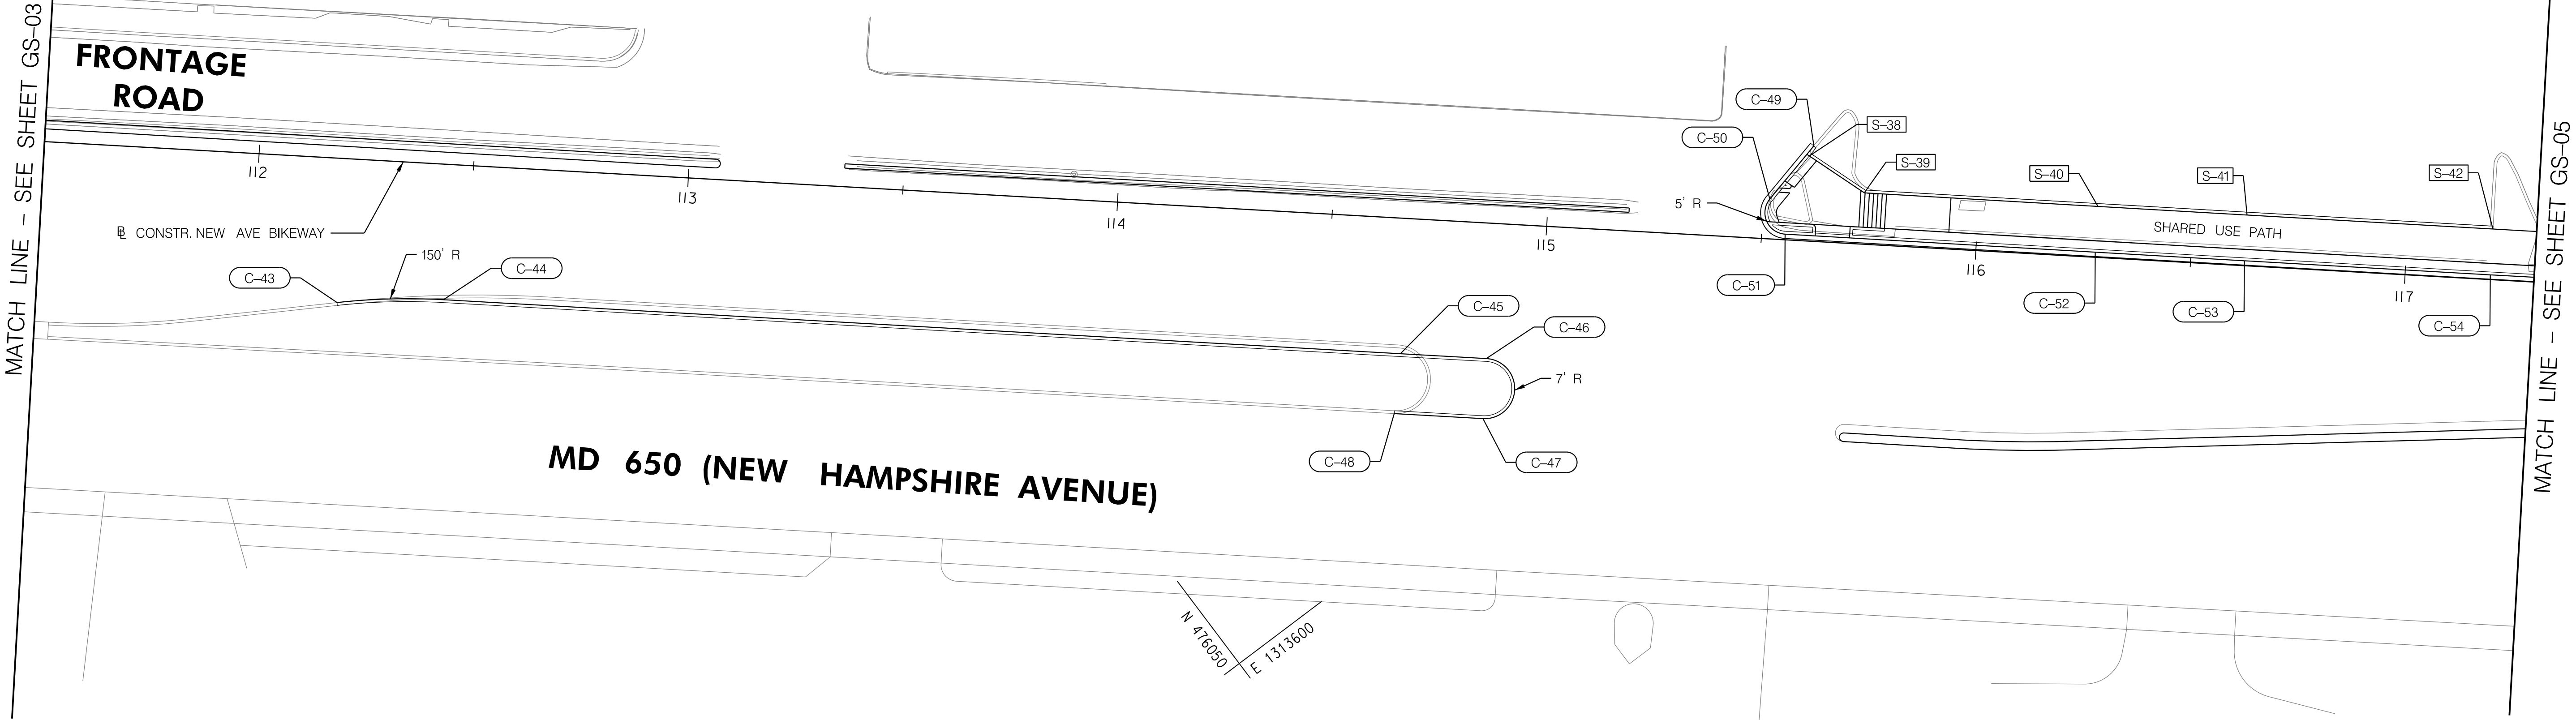 MATCH LINE – SEE SHEET GS–03
FRONTAGE
ROAD
112
113
114
115
116
117
℄ CONSTR. NEW AVE BIKEWAY
C–43
150' R
C–44
C–45
C–46
7' R
C–47
C–48
C–49
C–50
5' R
C–51
S–38
S–39
S–40
S–41
S–42
SHARED USE PATH
C–52
C–53
C–54
MD 650 (NEW HAMPSHIRE AVENUE)
N 476050
E 1313600
MATCH LINE – SEE SHEET GS–05